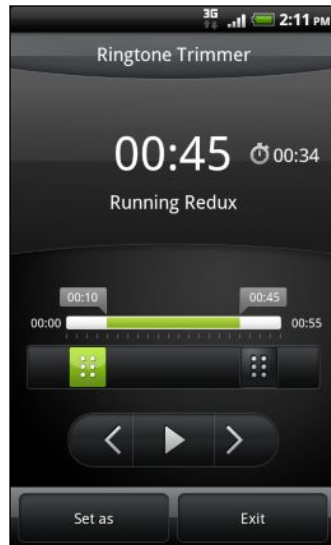 3G 2:11 PM
Ringtone Trimmer
00:45 00:34
Running Redux
00:10 00:45
00:00 00:55
Set as Exit